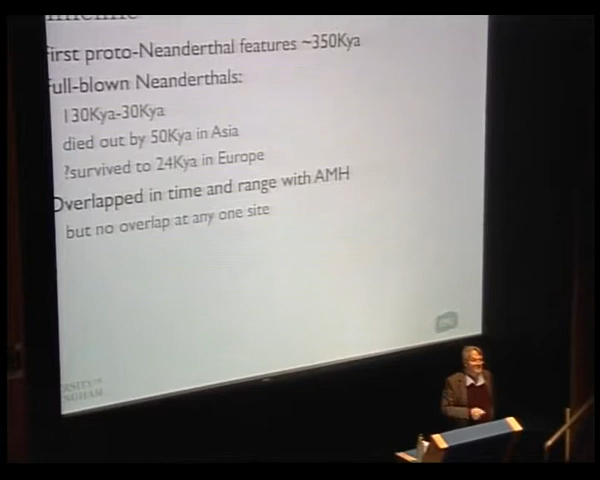 irst proto-Neanderthal features ~350Kya
full-blown Neanderthals:
130Kya-30Kya
died out by 50Kya in Asia
?survived to 24Kya in Europe
Overlapped in time and range with AMH
but no overlap at any one site